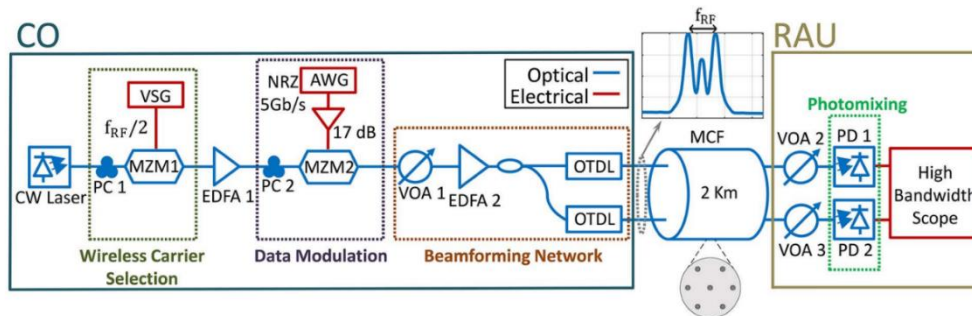 CO
RAU
f_RF
VSG
f_RF/2
NRZ
AWG
5Gb/s
17 dB
Optical
Electrical
MCF
Photomixing
VOA 2
PD 1
CW Laser
PC 1
MZM1
EDFA 1
PC 2
MZM2
VOA 1
EDFA 2
OTDL
OTDL
2 Km
VOA 3
PD 2
High
Bandwidth
Scope
Wireless Carrier
Selection
Data Modulation
Beamforming Network